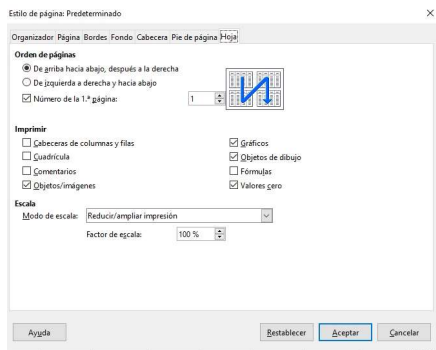 Estilo de página: Predeterminado
Organizador Página Bordes Fondo Cabecera Pie de página Hoja
Orden de páginas
De arriba hacia abajo, después a la derecha
De izquierda a derecha y hacia abajo
Número de la 1.ª página: 1
Imprimir
Cabeceras de columnas y filas
Gráficos
Cuadrícula
Objetos de dibujo
Comentarios
Fórmulas
Objetos/imágenes
Valores cero
Escala
Modo de escala: Reducir/ampliar impresión
Factor de escala: 100 %
Ayuda Restablecer Aceptar Cancelar